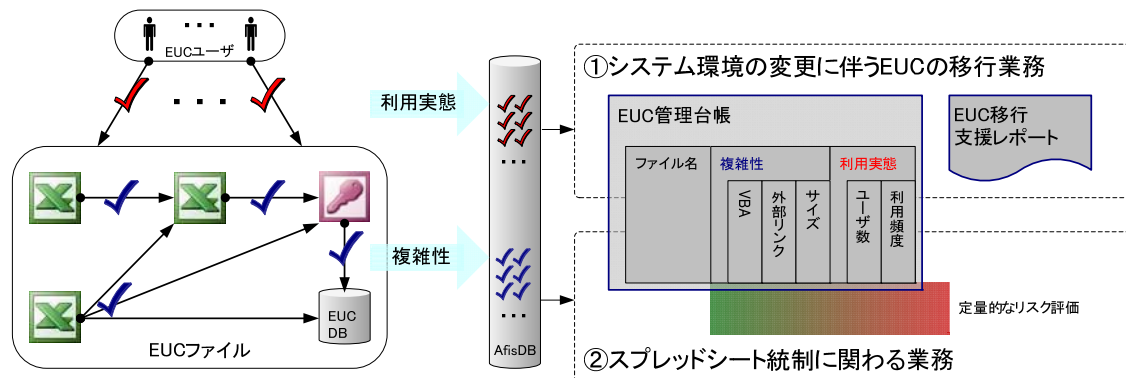 EUCユーザ
利用実態
複雑性
EUC
DB
EUCファイル
AfisDB
①システム環境の変更に伴うEUCの移行業務
EUC管理台帳
ファイル名
複雑性
利用実態
VBA
外部リンク
サイズ
ユーザ数
利用頻度
EUC移行
支援レポート
定量的なリスク評価
②スプレッドシート統制に関わる業務